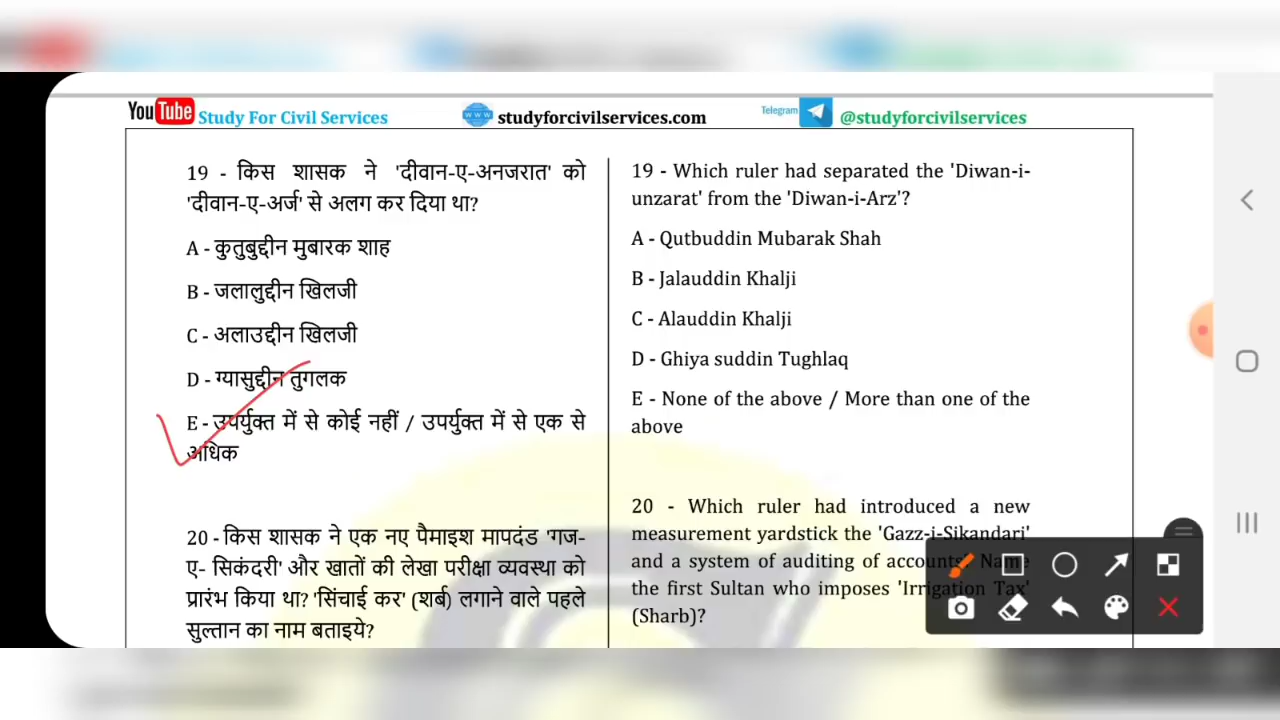 YouTube Study For Civil Services
www studyforcivilservices.com
Telegram @studyforcivilservices
19 - किस शासक ने 'दीवान-ए-अनजरात' को
'दीवान-ए-अर्ज' से अलग कर दिया था?
A - कुतुबुद्दीन मुबारक शाह
B - जलालुद्दीन खिलजी
C - अलाउद्दीन खिलजी
D - ग्यासुद्दीन तुगलक
E - उपर्युक्त में से कोई नहीं / उपर्युक्त में से एक से
अधिक
20 - किस शासक ने एक नए पैमाइश मापदंड 'गज-
ए- सिकंदरी' और खातों की लेखा परीक्षा व्यवस्था को
प्रारंभ किया था? 'सिंचाई कर' (शर्ब) लगाने वाले पहले
सुल्तान का नाम बताइये?
19 - Which ruler had separated the 'Diwan-i-
unzarat' from the 'Diwan-i-Arz'?
A - Qutbuddin Mubarak Shah
B - Jalauddin Khalji
C - Alauddin Khalji
D - Ghiya suddin Tughlaq
E - None of the above / More than one of the
above
20 - Which ruler had introduced a new
measurement yardstick the 'Gazz-i-Sikandari'
and a system of auditing of accounts? Name
the first Sultan who imposes 'Irrigation Tax'
(Sharb)?